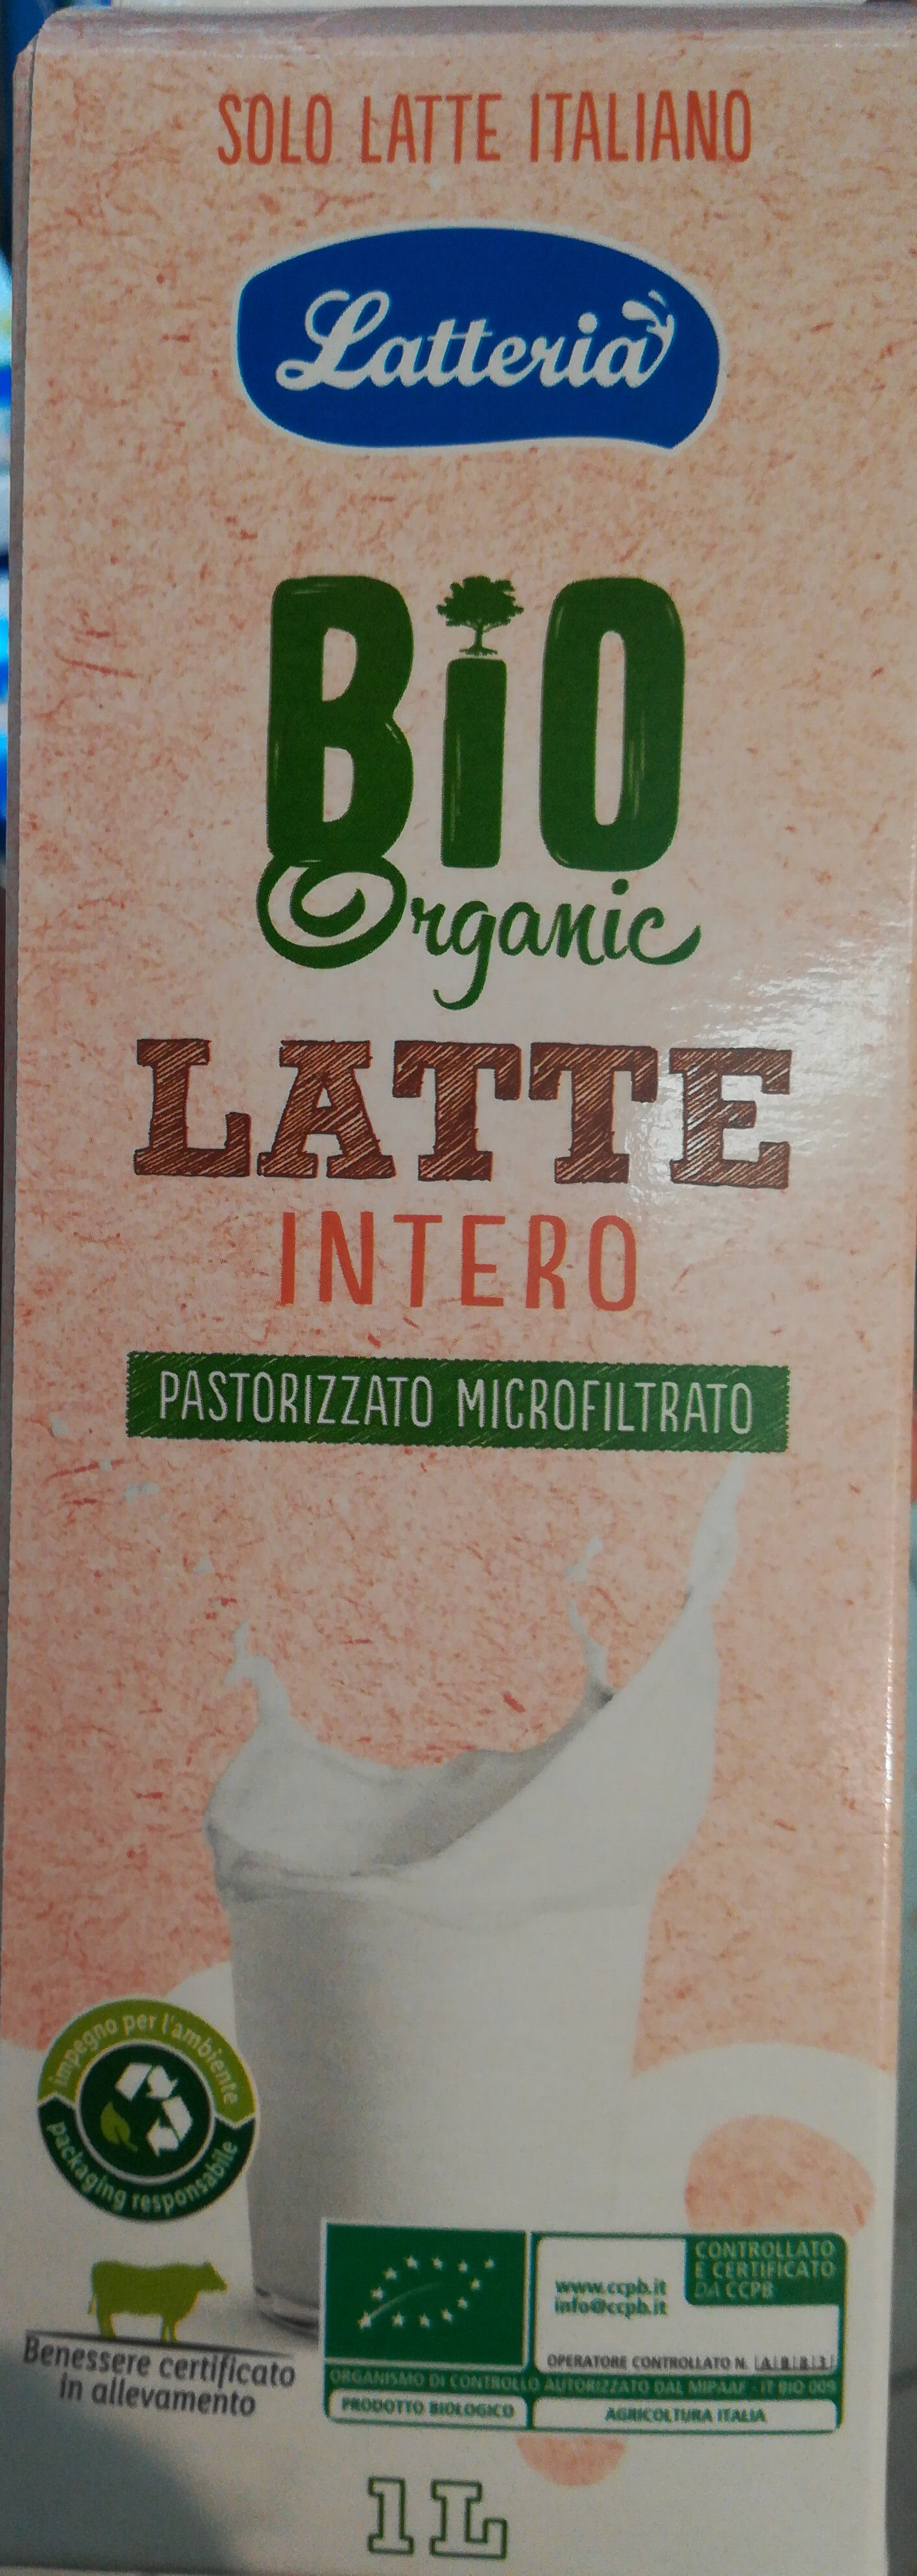 SOLO LATTE ITALIANO
Latteria
BiO
Organic
LATTE
INTERO
PASTORIZZATO MICROFILTRATO
impegno per l'ambiente
packaging responsabile
CONTROLLATO
E CERTIFICATO
DA CCPB
www.ccpb.it
info@ccpb.it
OPERATORE CONTROLLATO N.
ORGANISMO DI CONTROLLO AUTORIZZATO DAL MIPAAF - IT BIO 009
PRODOTTO BIOLOGICO
AGRICOLTURA ITALIA
Benessere certificato
in allevamento
1L